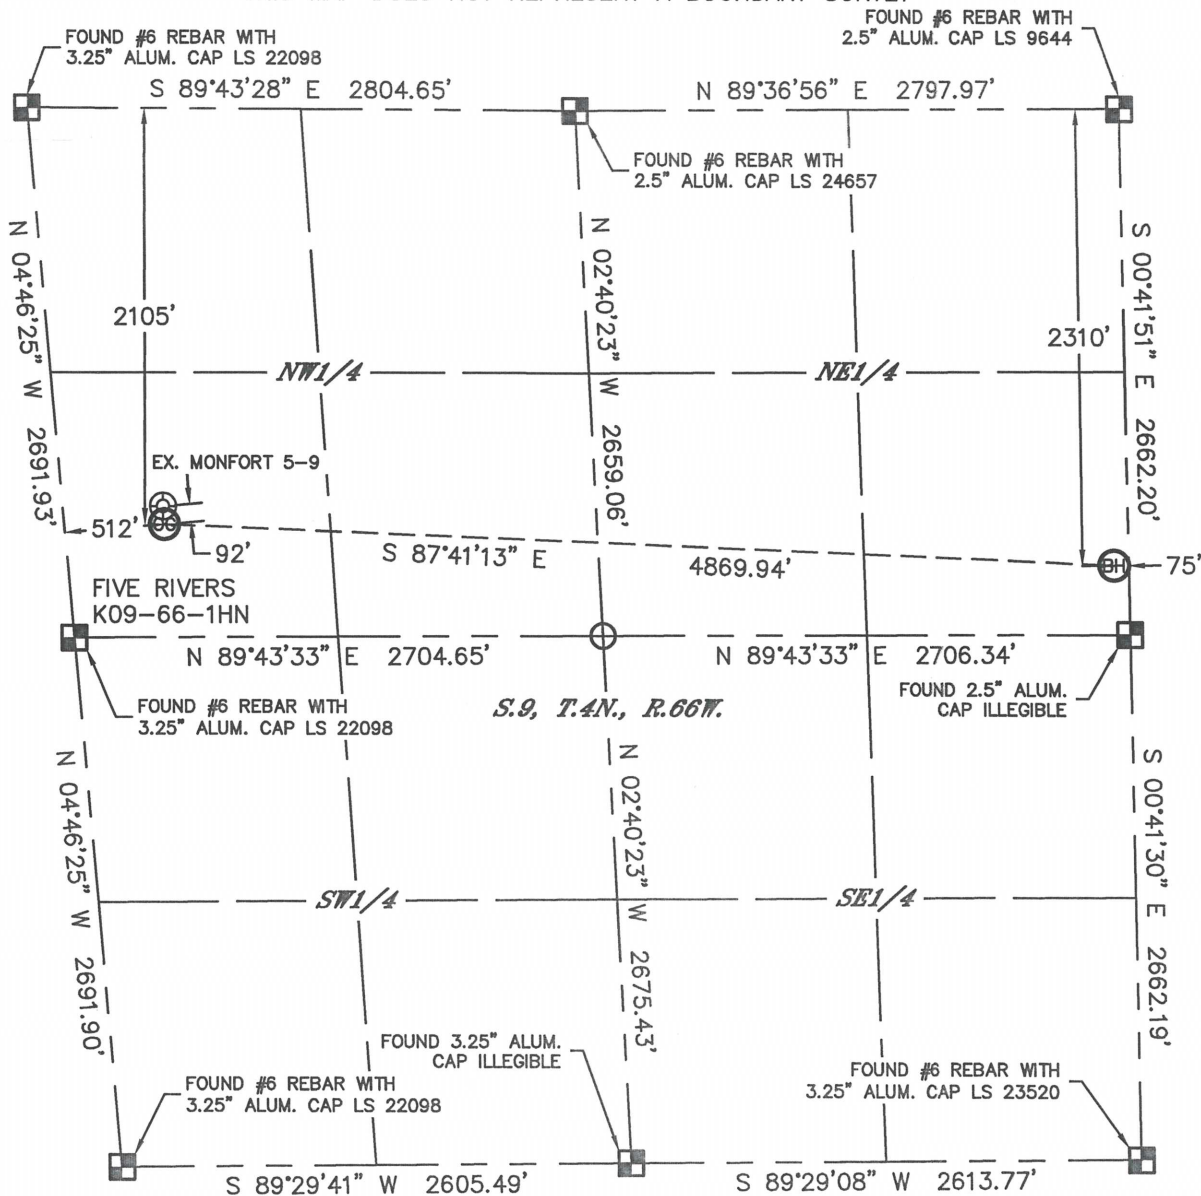 FOUND #6 REBAR WITH
3.25" ALUM. CAP LS 22098
FOUND #6 REBAR WITH
2.5" ALUM. CAP LS 9644
S 89°43'28" E 2804.65'
N 89°36'56" E 2797.97'
FOUND #6 REBAR WITH
2.5" ALUM. CAP LS 24657
N 04°46'25" W 2691.93'
2105'
N 02°40'23" W 2659.06'
2310'
S 00°41'51" E 2662.20'
NW1/4
NE1/4
EX. MONFORT 5-9
512'
92'
S 87°41'13" E 4869.94'
BH
75'
FIVE RIVERS
K09-66-1HN
N 89°43'33" E 2704.65'
N 89°43'33" E 2706.34'
FOUND #6 REBAR WITH
3.25" ALUM. CAP LS 22098
S.9, T.4N., R.66W.
FOUND 2.5" ALUM.
CAP ILLEGIBLE
N 04°46'25" W 2691.90'
N 02°40'23" W 2675.43'
S 00°41'30" E 2662.19'
SW1/4
SE1/4
FOUND #6 REBAR WITH
3.25" ALUM. CAP LS 22098
FOUND 3.25" ALUM.
CAP ILLEGIBLE
FOUND #6 REBAR WITH
3.25" ALUM. CAP LS 23520
S 89°29'41" W 2605.49'
S 89°29'08" W 2613.77'